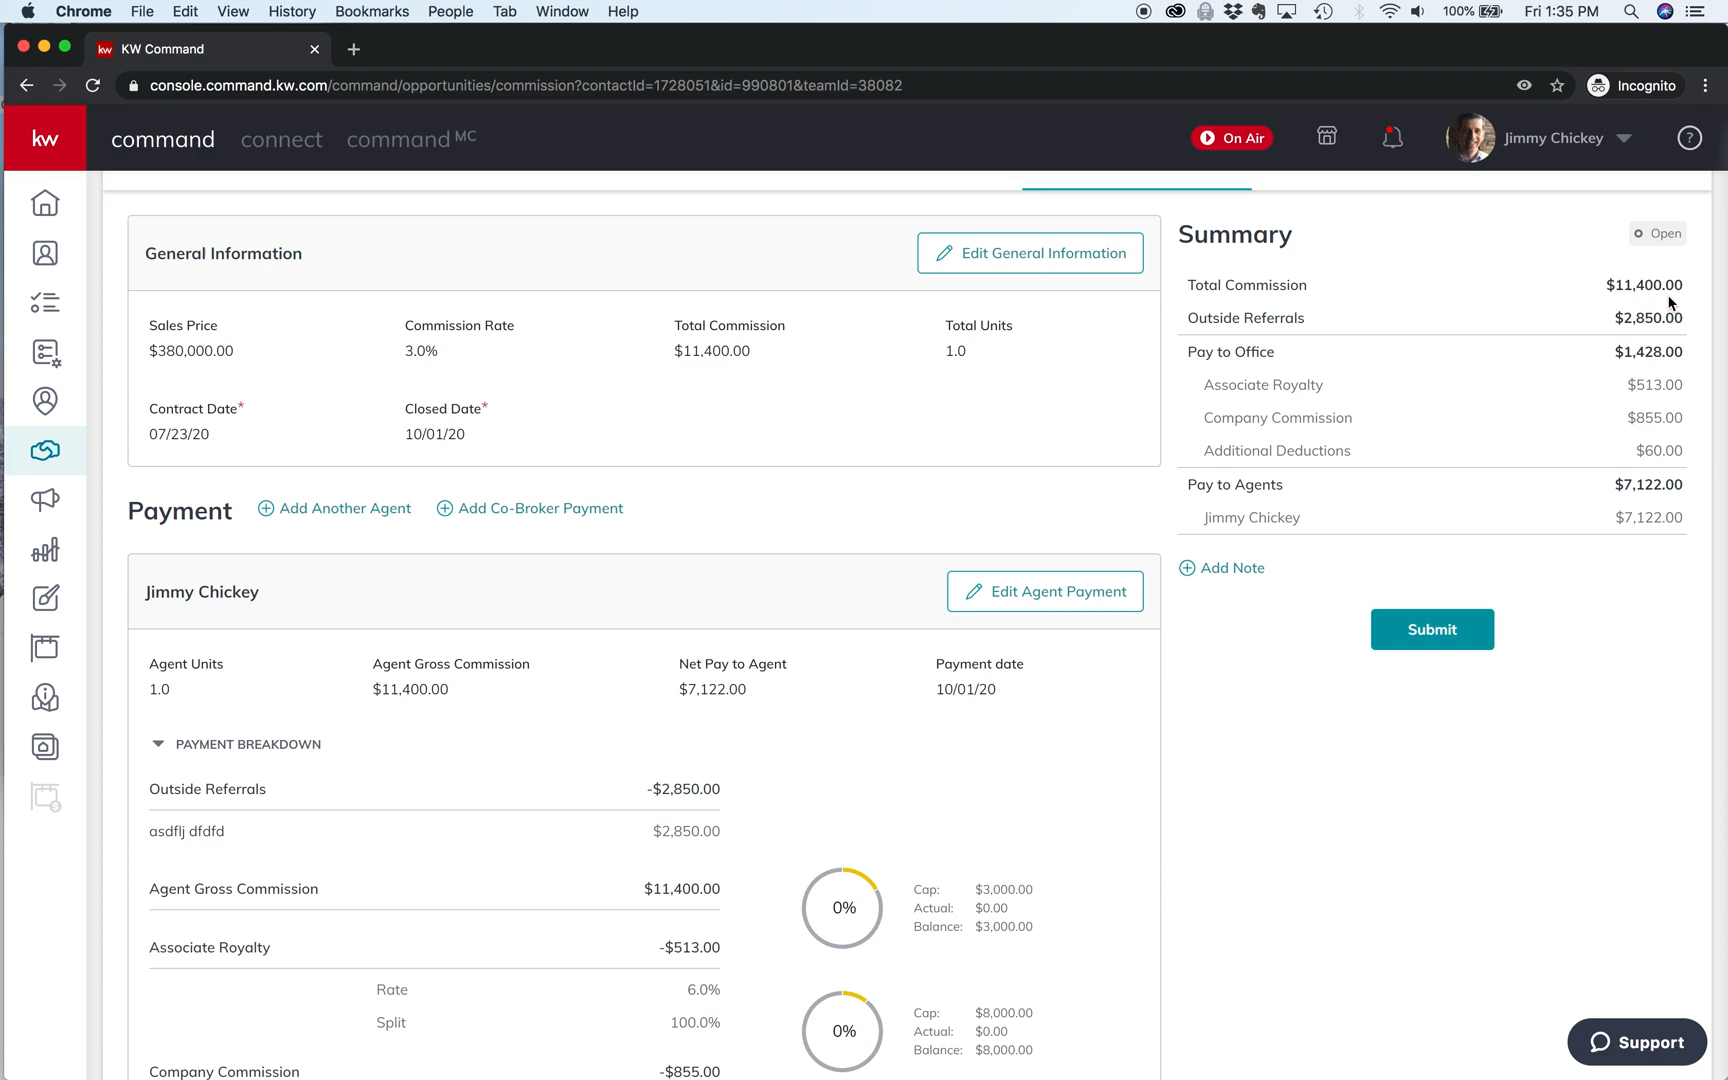 Chrome File Edit View History Bookmarks People Tab Window Help 100% Fri 1:35 PM
kw KW Command
console.command.kw.com/command/opportunities/commission?contactId=1728051&id=990801&teamId=38082 Incognito
kw command connect command MC On Air Jimmy Chickey ?
General Information Edit General Information
Sales Price Commission Rate Total Commission Total Units
$380,000.00 3.0% $11,400.00 1.0
Contract Date* Closed Date*
07/23/20 10/01/20
Payment Add Another Agent Add Co-Broker Payment
Jimmy Chickey Edit Agent Payment
Agent Units Agent Gross Commission Net Pay to Agent Payment date
1.0 $11,400.00 $7,122.00 10/01/20
PAYMENT BREAKDOWN
Outside Referrals -$2,850.00
asdflj dfdfd $2,850.00
Agent Gross Commission $11,400.00
Associate Royalty -$513.00
Rate 6.0%
Split 100.0%
Company Commission -$855.00
0%
Cap: $3,000.00
Actual: $0.00
Balance: $3,000.00
0%
Cap: $8,000.00
Actual: $0.00
Balance: $8,000.00
Summary Open
Total Commission $11,400.00
Outside Referrals $2,850.00
Pay to Office $1,428.00
Associate Royalty $513.00
Company Commission $855.00
Additional Deductions $60.00
Pay to Agents $7,122.00
Jimmy Chickey $7,122.00
Add Note
Submit
Support